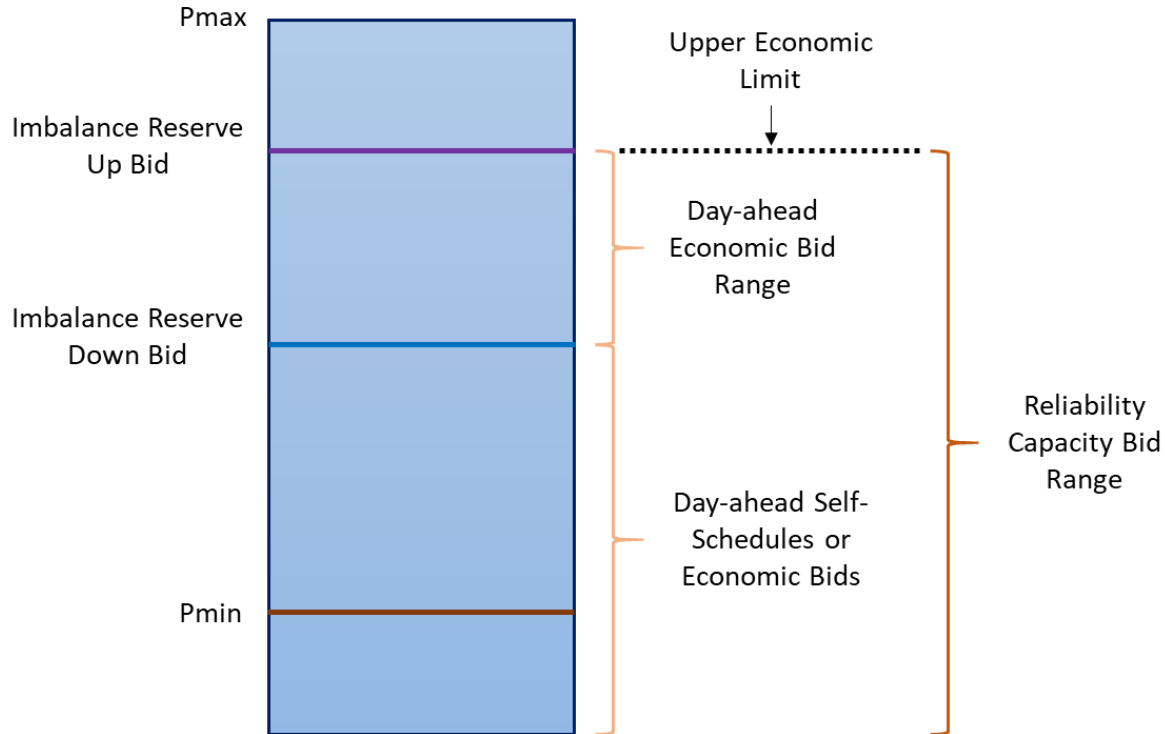 Pmax
Upper Economic
Limit
Imbalance Reserve
Up Bid
Day-ahead
Economic Bid
Range
Imbalance Reserve
Down Bid
Reliability
Capacity Bid
Range
Day-ahead Self-
Schedules or
Economic Bids
Pmin